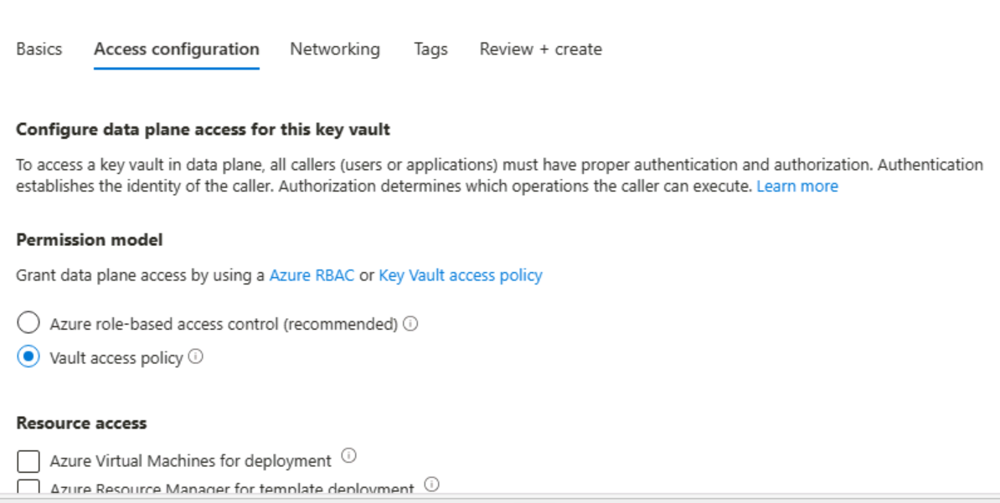 Basics Access configuration Networking Tags Review + create
Configure data plane access for this key vault
To access a key vault in data plane, all callers (users or applications) must have proper authentication and authorization. Authentication
establishes the identity of the caller. Authorization determines which operations the caller can execute. Learn more
Permission model
Grant data plane access by using a Azure RBAC or Key Vault access policy
Azure role-based access control (recommended)
Vault access policy
Resource access
Azure Virtual Machines for deployment
Azure Resource Manager for template deployment